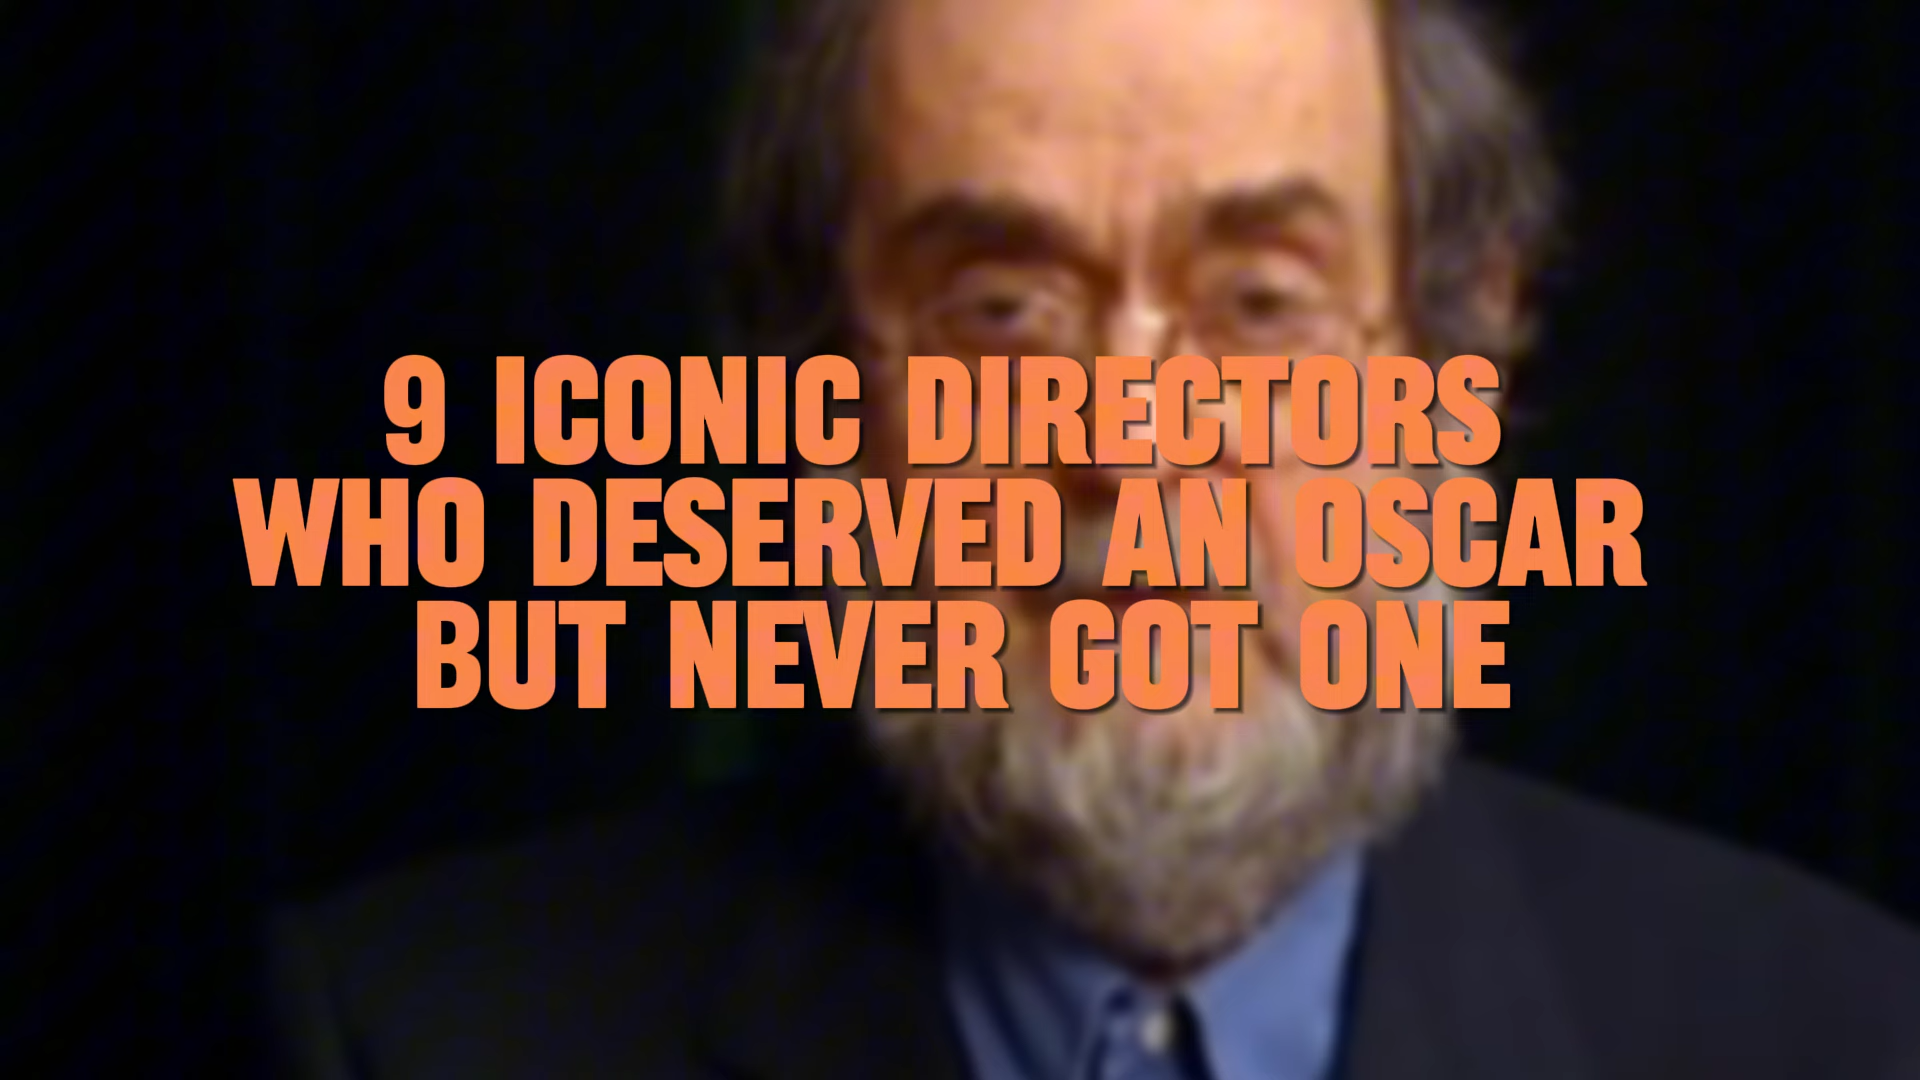 9 ICONIC DIRECTORS
WHO DESERVED AN OSCAR
BUT NEVER GOT ONE